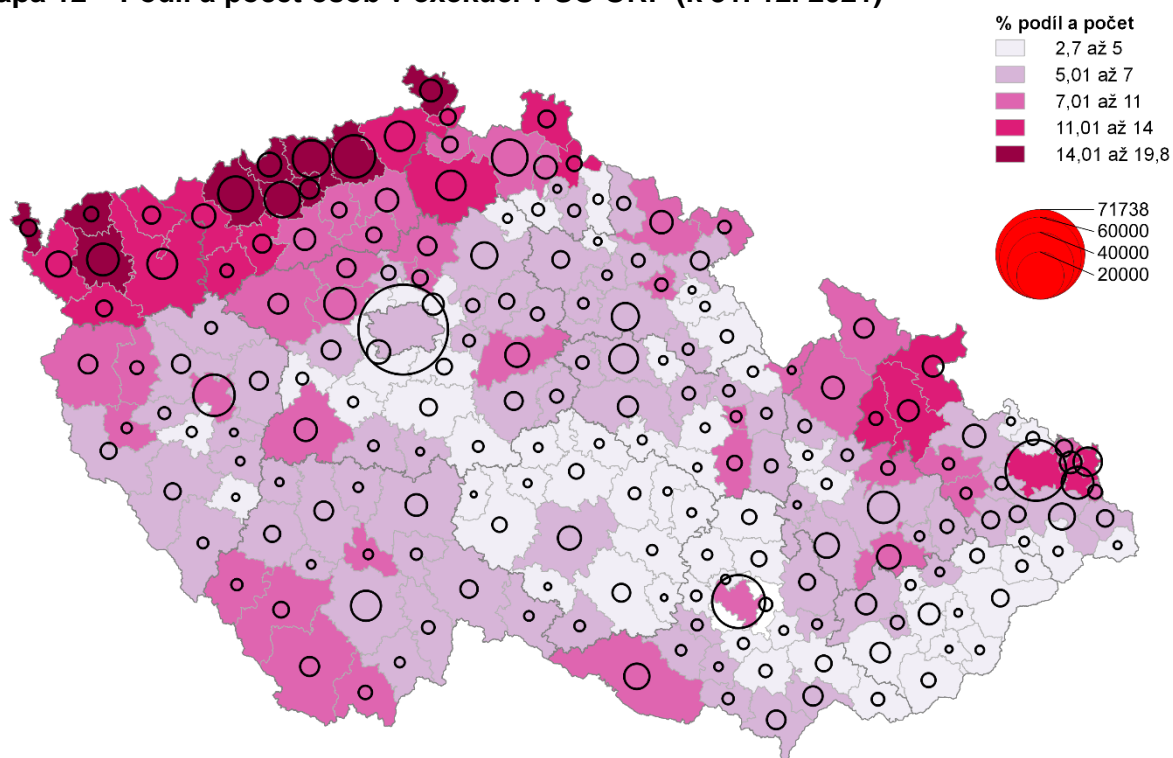 % podíl a počet
2,7 až 5
5,01 až 7
7,01 až 11
11,01 až 14
14,01 až 19,8
71738
60000
40000
20000